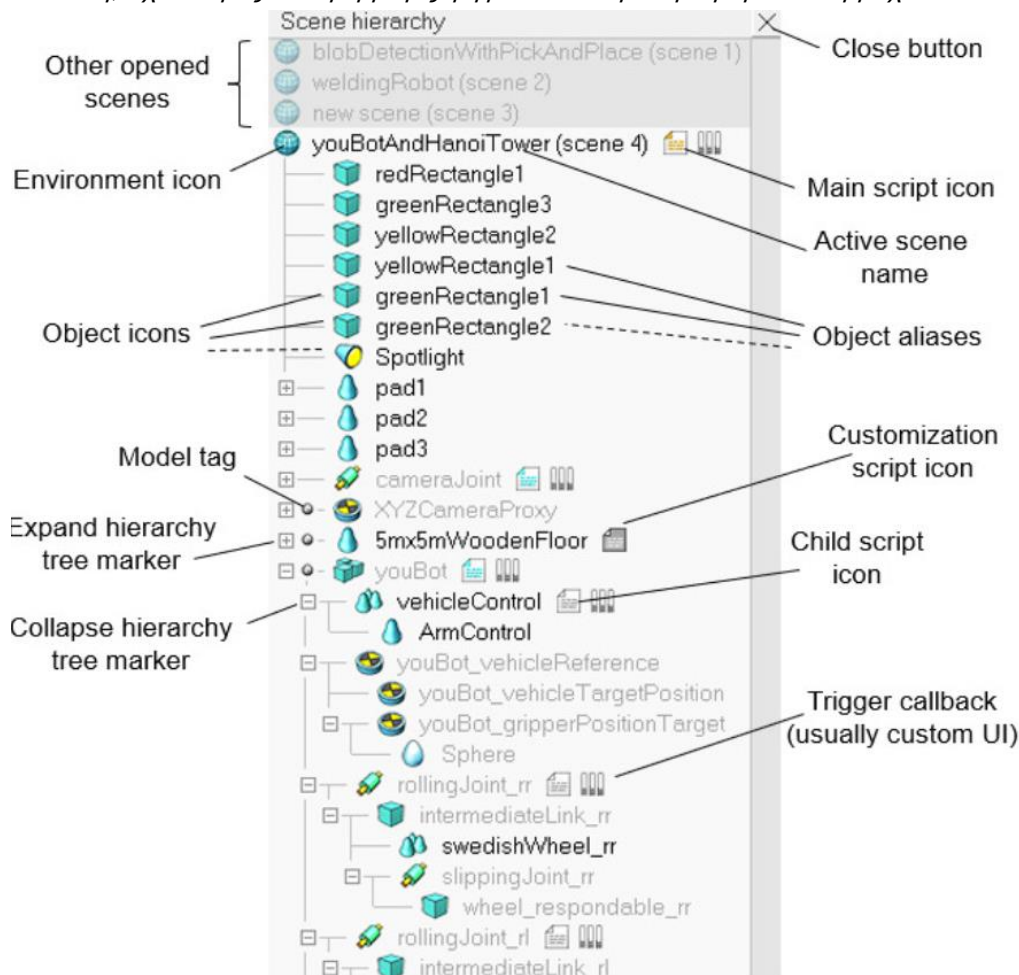 Scene hierarchy
Close button
Other opened
scenes
blobDetectionWithPickAndPlace (scene 1)
weldingRobot (scene 2)
new scene (scene 3)
youBotAndHanoiTower (scene 4)
Environment icon
Main script icon
redRectangle1
greenRectangle3
yellowRectangle2
Active scene
name
yellowRectangle1
greenRectangle1
greenRectangle2
Object icons
Object aliases
Spotlight
pad1
pad2
pad3
Model tag
Customization
script icon
cameraJoint
XYZCameraProxy
Expand hierarchy
tree marker
5mx5mWoodenFloor
Child script
icon
youBot
vehicleControl
Collapse hierarchy
tree marker
ArmControl
youBot_vehicleReference
youBot_vehicleTargetPosition
Trigger callback
(usually custom UI)
youBot_gripperPositionTarget
Sphere
rollingJoint_rr
intermediateLink_rr
swedishWheel_rr
slippingJoint_rr
wheel_respondable_rr
rollingJoint_rl
intermediateLink_rl